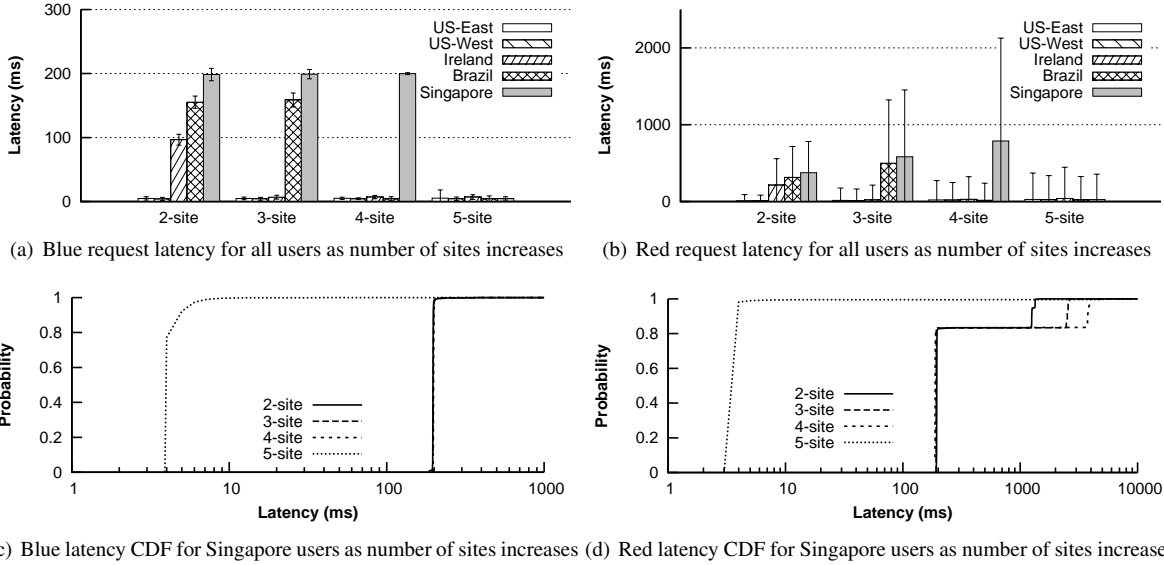 300
200
100
0
Latency (ms)
US-East
US-West
Ireland
Brazil
Singapore
2-site 3-site 4-site 5-site
(a) Blue request latency for all users as number of sites increases
2000
1000
0
Latency (ms)
US-East
US-West
Ireland
Brazil
Singapore
2-site 3-site 4-site 5-site
(b) Red request latency for all users as number of sites increases
1
0.8
0.6
0.4
0.2
0
Probability
2-site
3-site
4-site
5-site
1 10 100 1000
Latency (ms)
c) Blue latency CDF for Singapore users as number of sites increases
1
0.8
0.6
0.4
0.2
0
Probability
2-site
3-site
4-site
5-site
1 10 100 1000 10000
Latency (ms)
(d) Red latency CDF for Singapore users as number of sites increase